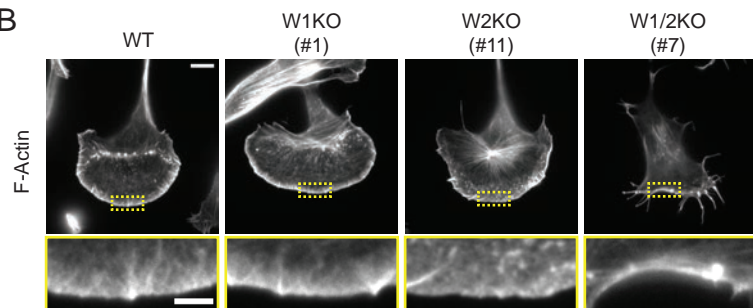 B
WT
W1KO
(#1)
W2KO
(#11)
W1/2KO
(#7)
F-Actin